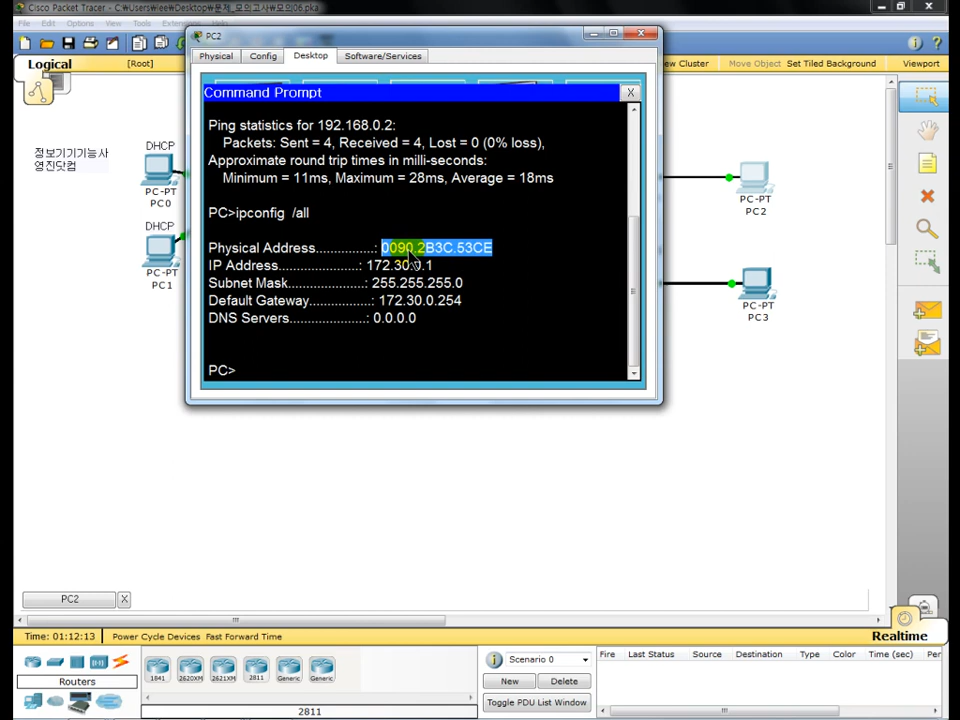 Cisco Packet Tracer - C:\Users\lee\Desktop\문제_모의고사\모의06.pka
File Edit Options View Tools Extensions
Logical
[Root]
New Cluster
Move Object
Set Tiled Background
Viewport
PC2
Physical
Config
Desktop
Software/Services
Command Prompt
X
Ping statistics for 192.168.0.2:
Packets: Sent = 4, Received = 4, Lost = 0 (0% loss),
Approximate round trip times in milli-seconds:
Minimum = 11ms, Maximum = 28ms, Average = 18ms
PC>ipconfig /all
Physical Address................: 0090.2B3C.53CE
IP Address.....................: 172.30.0.1
Subnet Mask.....................: 255.255.255.0
Default Gateway.................: 172.30.0.254
DNS Servers.....................: 0.0.0.0
PC>
정보기기기능사
영진닷컴
DHCP
PC-PT
PC0
DHCP
PC-PT
PC1
PC-PT
PC2
PC-PT
PC3
PC2
X
Time: 01:12:13
Power Cycle Devices
Fast Forward Time
Realtime
Routers
1841
2620XM
2621XM
2811
Generic
Generic
2811
Scenario 0
New
Delete
Toggle PDU List Window
Fire
Last Status
Source
Destination
Type
Color
Time (sec)